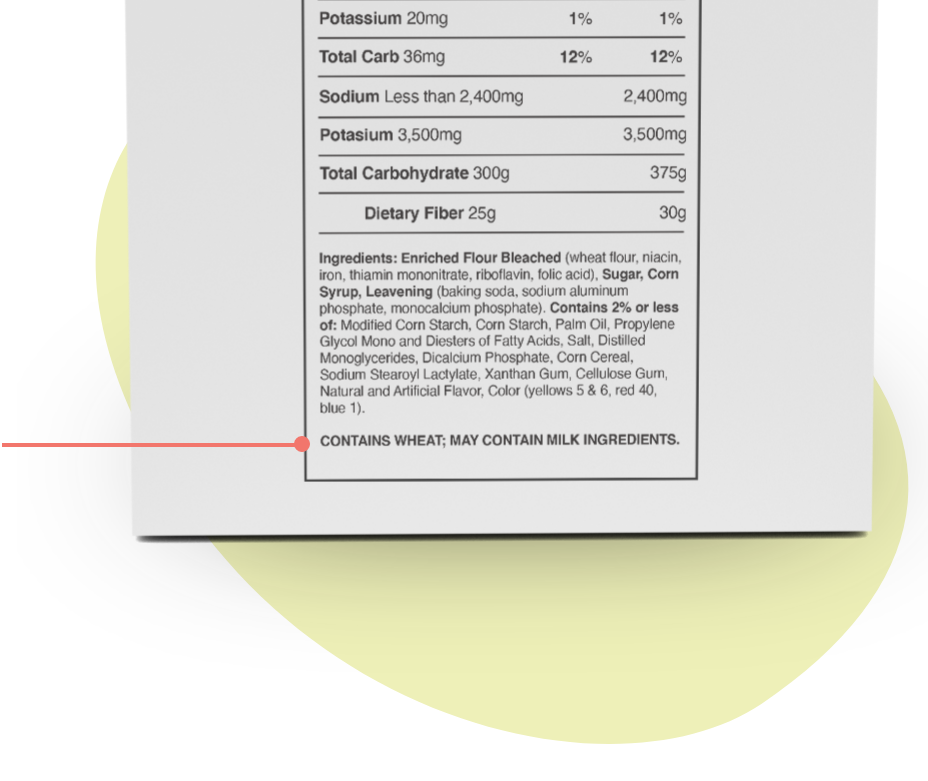 Potassium 20mg 1% 1%
Total Carb 36mg 12% 12%
Sodium Less than 2,400mg 2,400mg
Potasium 3,500mg 3,500mg
Total Carbohydrate 300g 375g
Dietary Fiber 25g 30g
Ingredients: Enriched Flour Bleached (wheat flour, niacin,
iron, thiamin mononitrate, riboflavin, folic acid), Sugar, Corn
Syrup, Leavening (baking soda, sodium aluminum
phosphate, monocalcium phosphate). Contains 2% or less
of: Modified Corn Starch, Corn Starch, Palm Oil, Propylene
Glycol Mono and Diesters of Fatty Acids, Salt, Distilled
Monoglycerides, Dicalcium Phosphate, Corn Cereal,
Sodium Stearoyl Lactylate, Xanthan Gum, Cellulose Gum,
Natural and Artificial Flavor, Color (yellows 5 & 6, red 40,
blue 1).
CONTAINS WHEAT; MAY CONTAIN MILK INGREDIENTS.